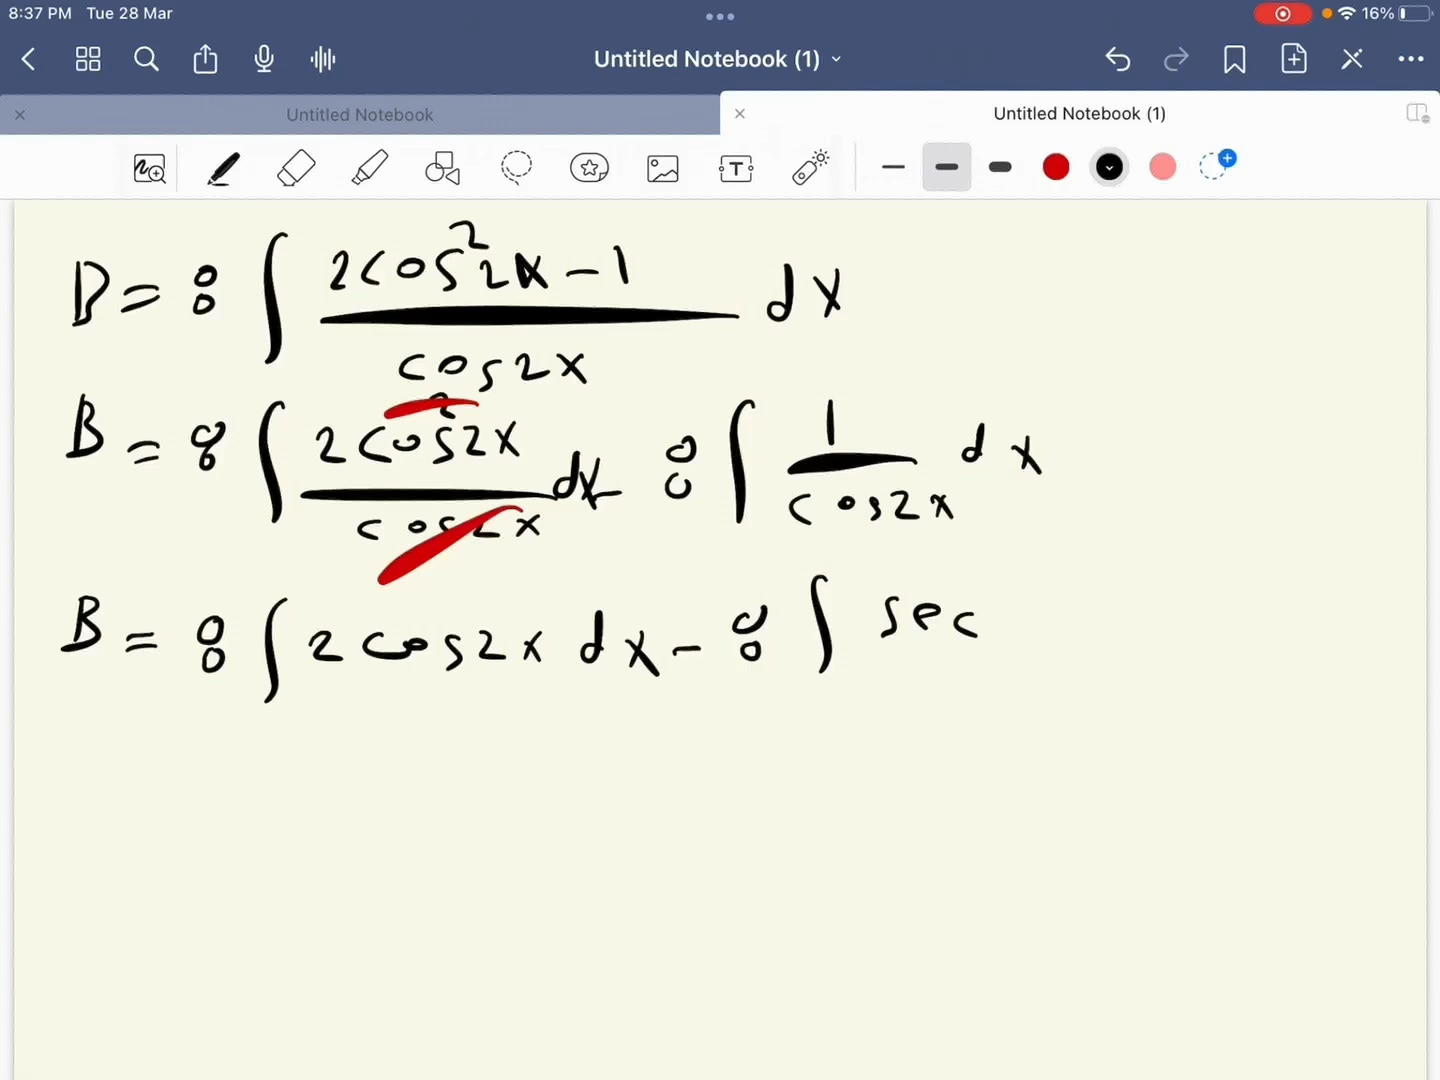 8:37 PM Tue 28 Mar 16%
Untitled Notebook (1)
Untitled Notebook Untitled Notebook (1)
B = 8 ∫ (2cos²2x − 1) / (cos2x) dx
B = 8 ∫ (2cos²2x) / (cos2x) dx − 8 ∫ 1 / (cos2x) dx
B = 8 ∫ 2cos2x dx − 8 ∫ sec